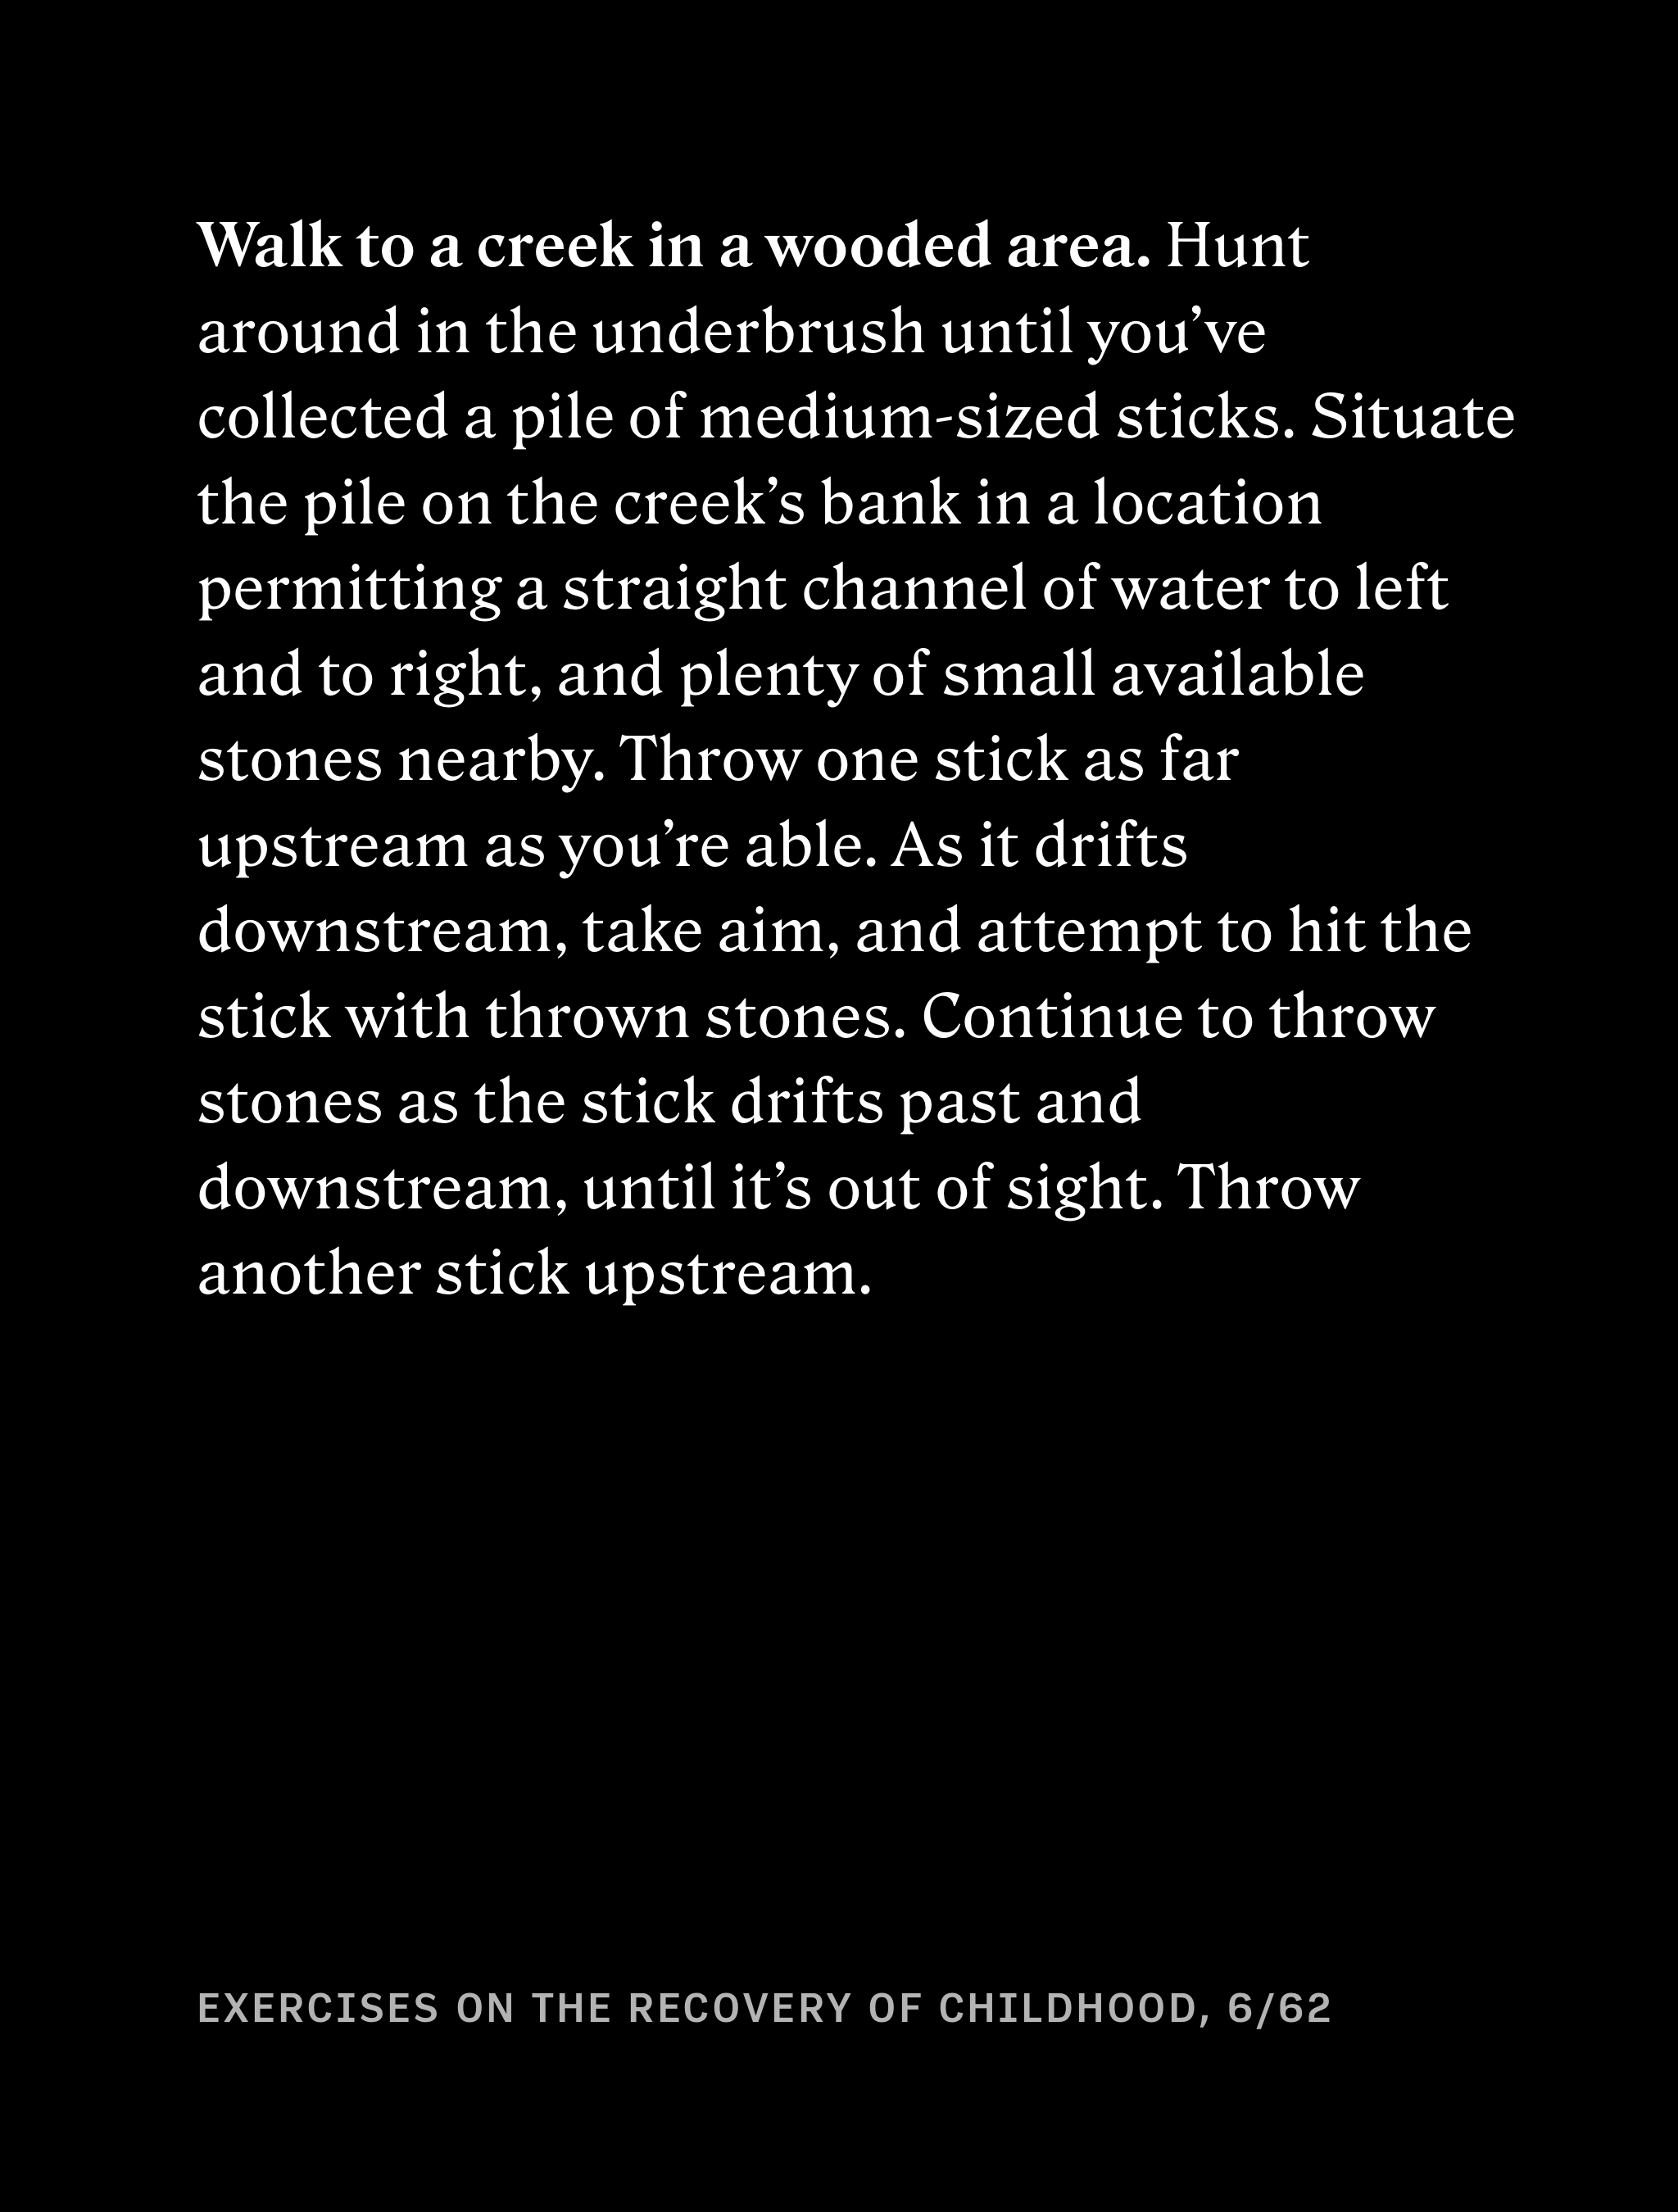 Walk to a creek in a wooded area. Hunt
around in the underbrush until you’ve
collected a pile of medium-sized sticks. Situate
the pile on the creek’s bank in a location
permitting a straight channel of water to left
and to right, and plenty of small available
stones nearby. Throw one stick as far
upstream as you’re able. As it drifts
downstream, take aim, and attempt to hit the
stick with thrown stones. Continue to throw
stones as the stick drifts past and
downstream, until it’s out of sight. Throw
another stick upstream.
EXERCISES ON THE RECOVERY OF CHILDHOOD, 6/62